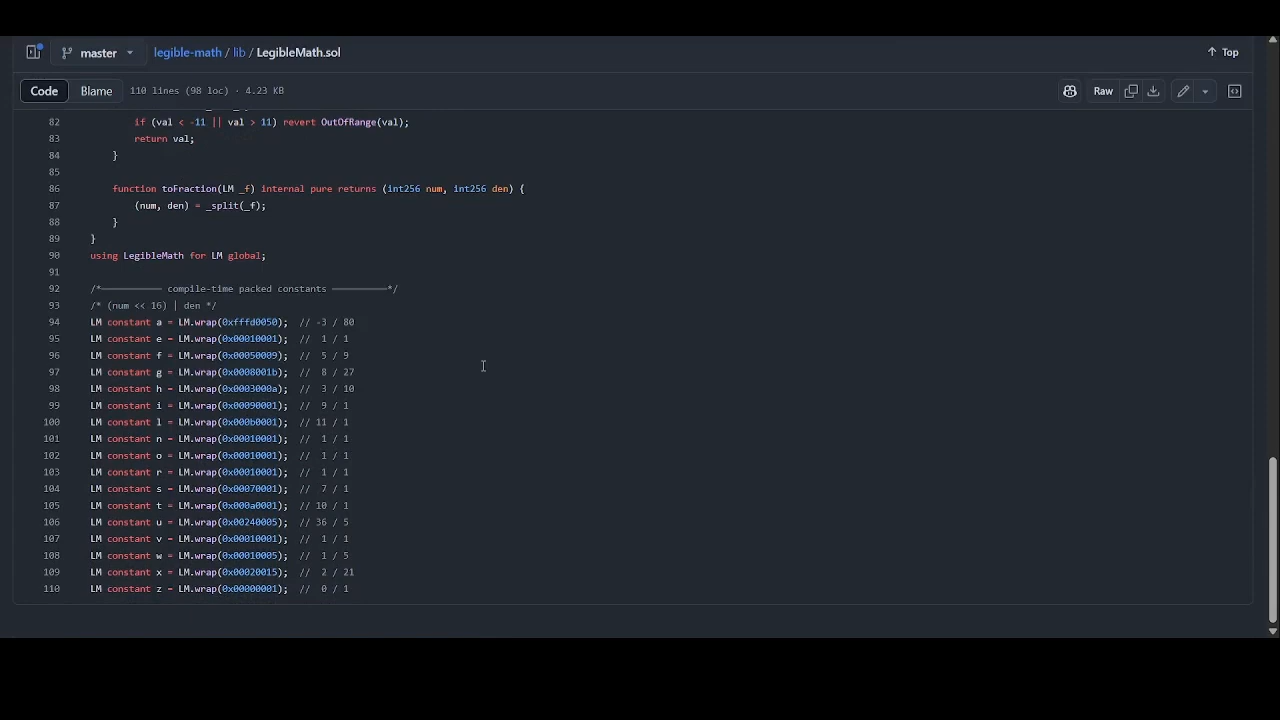 master legible-math / lib / LegibleMath.sol Top
Code Blame 110 lines (98 loc) · 4.23 KB Raw
82 if (val < -11 || val > 11) revert OutOfRange(val);
83 return val;
84 }
85
86 function toFraction(LM _f) internal pure returns (int256 num, int256 den) {
87 (num, den) = _split(_f);
88 }
89 }
90 using LegibleMath for LM global;
91
92 /*────────── compile-time packed constants ──────────*/
93 /* (num << 16) | den */
94 LM constant a = LM.wrap(0xfffd0050); // -3 / 80
95 LM constant e = LM.wrap(0x00010001); // 1 / 1
96 LM constant f = LM.wrap(0x00050009); // 5 / 9
97 LM constant g = LM.wrap(0x0008001b); // 8 / 27
98 LM constant h = LM.wrap(0x0003000a); // 3 / 10
99 LM constant i = LM.wrap(0x00090001); // 9 / 1
100 LM constant l = LM.wrap(0x000b0001); // 11 / 1
101 LM constant n = LM.wrap(0x00010001); // 1 / 1
102 LM constant o = LM.wrap(0x00010001); // 1 / 1
103 LM constant r = LM.wrap(0x00010001); // 1 / 1
104 LM constant s = LM.wrap(0x00070001); // 7 / 1
105 LM constant t = LM.wrap(0x000a0001); // 10 / 1
106 LM constant u = LM.wrap(0x00240005); // 36 / 5
107 LM constant v = LM.wrap(0x00010001); // 1 / 1
108 LM constant w = LM.wrap(0x00010005); // 1 / 5
109 LM constant x = LM.wrap(0x00020015); // 2 / 21
110 LM constant z = LM.wrap(0x00000001); // 0 / 1